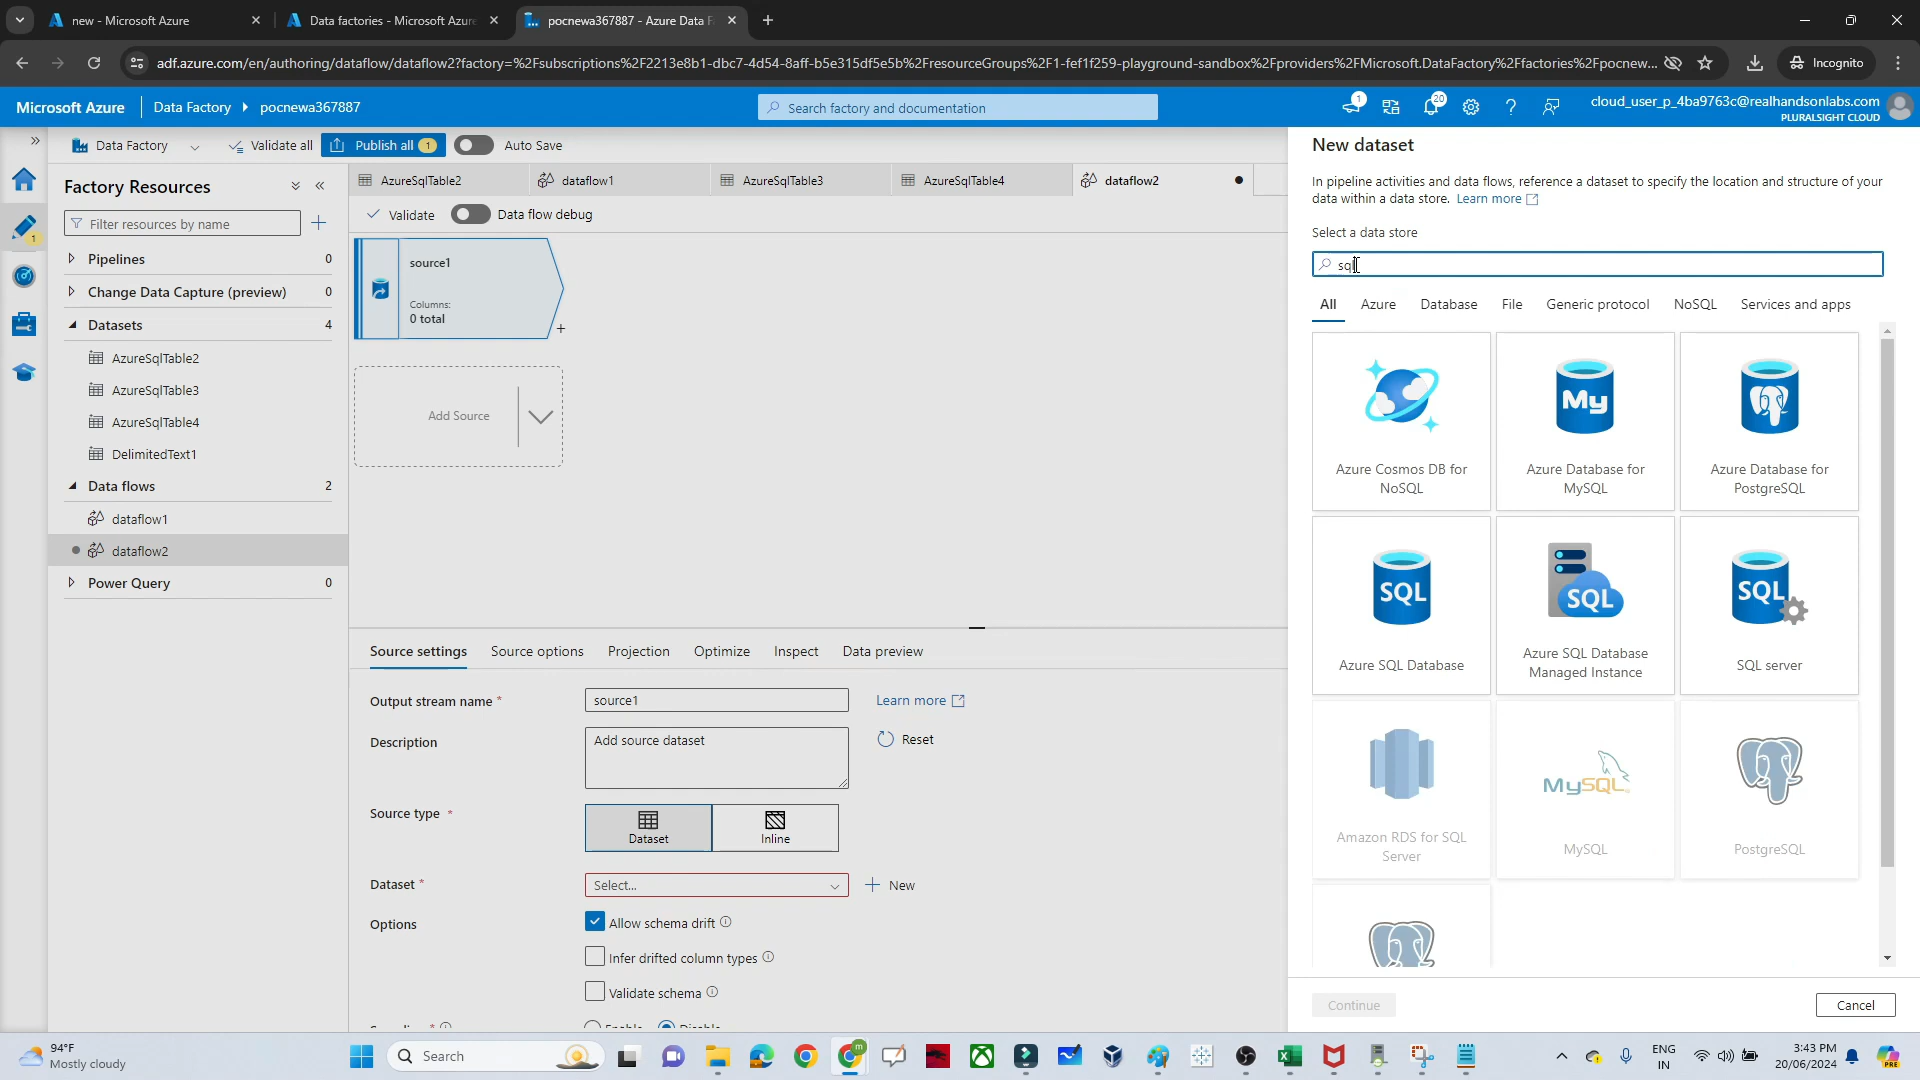 new - Microsoft Azure
Data factories - Microsoft Azure
pocnewa367887 - Azure Data F
adf.azure.com/en/authoring/dataflow/dataflow2?factory=%2Fsubscriptions%2F2213e8b1-dbc7-4d54-8aff-b5e315df5e5b%2FresourceGroups%2F1-fef1f259-playground-sandbox%2Fproviders%2FMicrosoft.DataFactory%2Ffactories%2Fpocnew...
Incognito
Microsoft Azure
Data Factory
pocnewa367887
Search factory and documentation
1
20
cloud_user_p_4ba9763c@realhandsonlabs.com
PLURALSIGHT CLOUD
Data Factory
Validate all
Publish all 1
Auto Save
Factory Resources
Filter resources by name
1
Pipelines 0
Change Data Capture (preview) 0
Datasets 4
AzureSqlTable2
AzureSqlTable3
AzureSqlTable4
DelimitedText1
Data flows 2
dataflow1
dataflow2
Power Query 0
AzureSqlTable2
dataflow1
AzureSqlTable3
AzureSqlTable4
dataflow2
Validate
Data flow debug
source1
Columns:
0 total
Add Source
Source settings
Source options
Projection
Optimize
Inspect
Data preview
Output stream name *
source1
Learn more
Description
Add source dataset
Reset
Source type *
Dataset
Inline
Dataset *
Select...
New
Options
Allow schema drift
Infer drifted column types
Validate schema
New dataset
In pipeline activities and data flows, reference a dataset to specify the location and structure of your
data within a data store. Learn more
Select a data store
sql
All
Azure
Database
File
Generic protocol
NoSQL
Services and apps
Azure Cosmos DB for
NoSQL
My
Azure Database for
MySQL
Azure Database for
PostgreSQL
SQL
Azure SQL Database
SQL
Azure SQL Database
Managed Instance
SQL
SQL server
Amazon RDS for SQL
Server
MySQL
MySQL
PostgreSQL
Continue
Cancel
94°F
Mostly cloudy
Search
ENG
IN
3:43 PM
20/06/2024